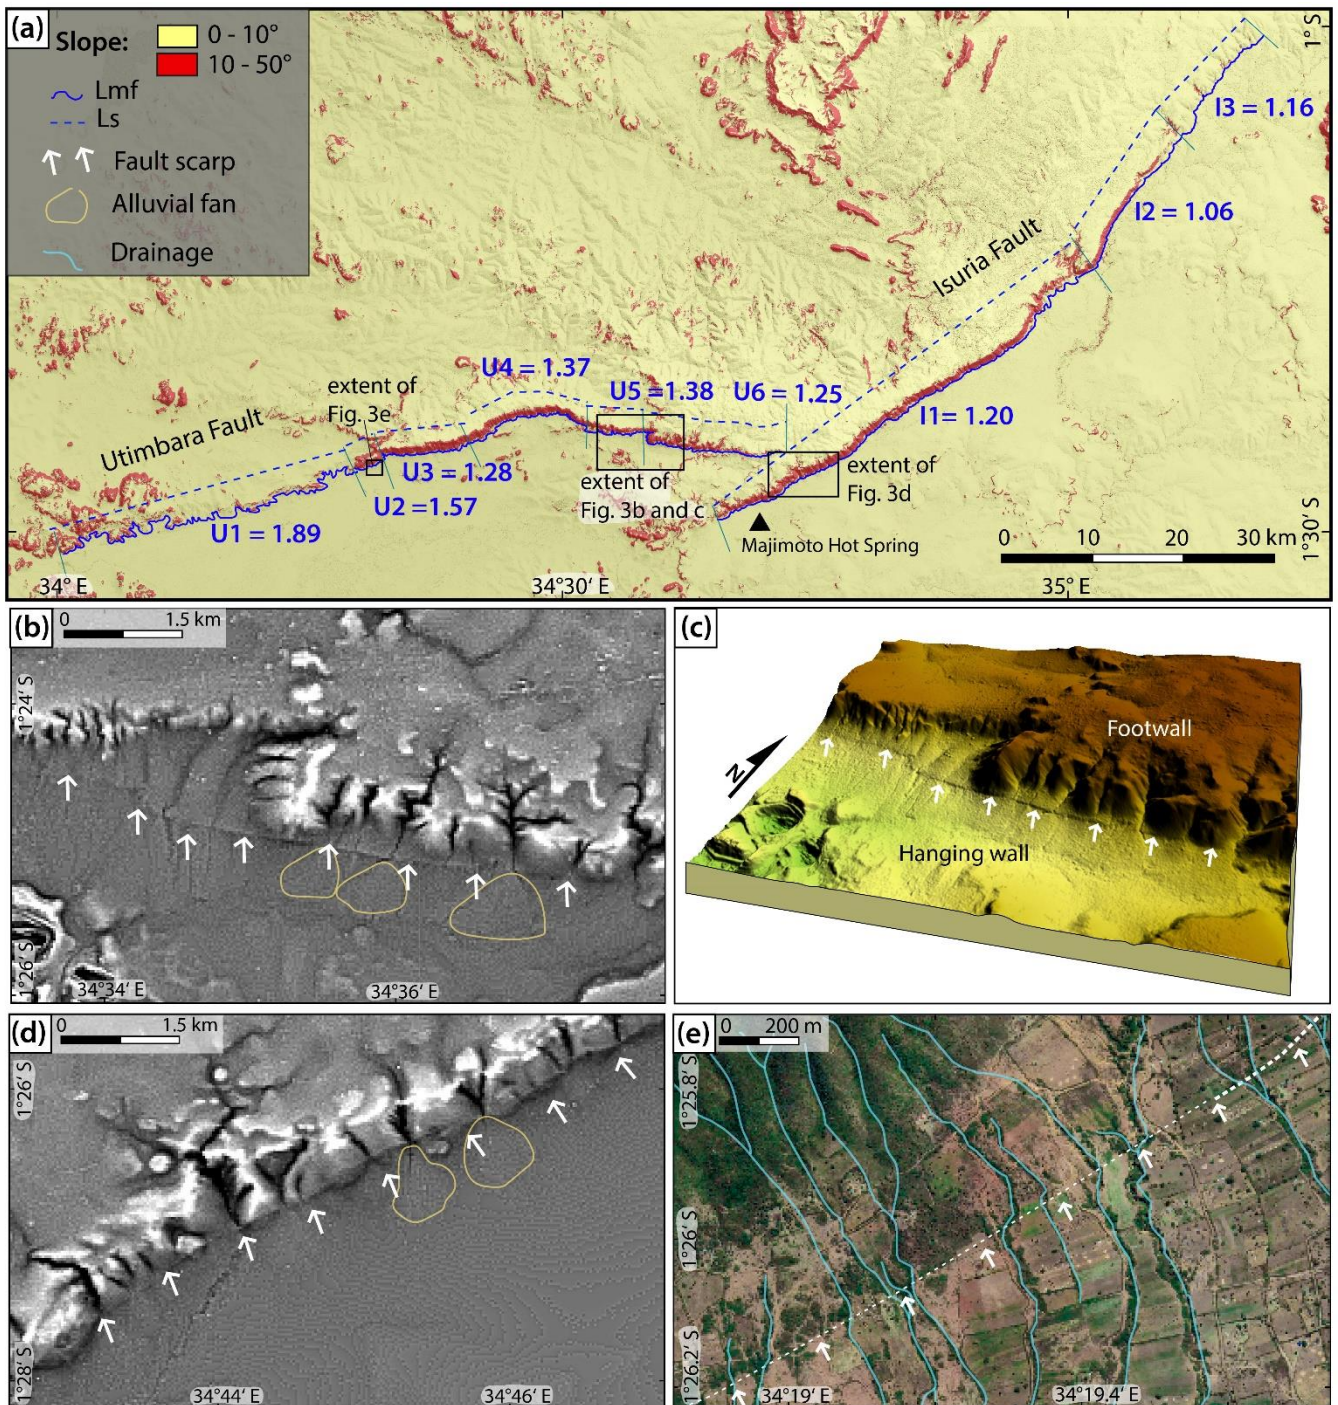 (a)
Slope:
0 - 10°
10 - 50°
Lmf
Ls
Fault scarp
Alluvial fan
Drainage
1° S
I3 = 1.16
I2 = 1.06
Isuria Fault
I1= 1.20
U4 = 1.37
U5 =1.38
U6 = 1.25
extent of
Fig. 3e
Utimbara Fault
U3 = 1.28
U2 =1.57
U1 = 1.89
extent of
Fig. 3b and c
extent of
Fig. 3d
Majimoto Hot Spring
0 10 20 30 km
1°30' S
34° E
34°30' E
35° E
(b)
0 1.5 km
1°24' S
1°26' S
34°34' E
34°36' E
(c)
Footwall
N
Hanging wall
(d)
0 1.5 km
1°26' S
1°28' S
34°44' E
34°46' E
(e)
0 200 m
1°25.8' S
1°26' S
1°26.2' S
34°19' E
34°19.4' E